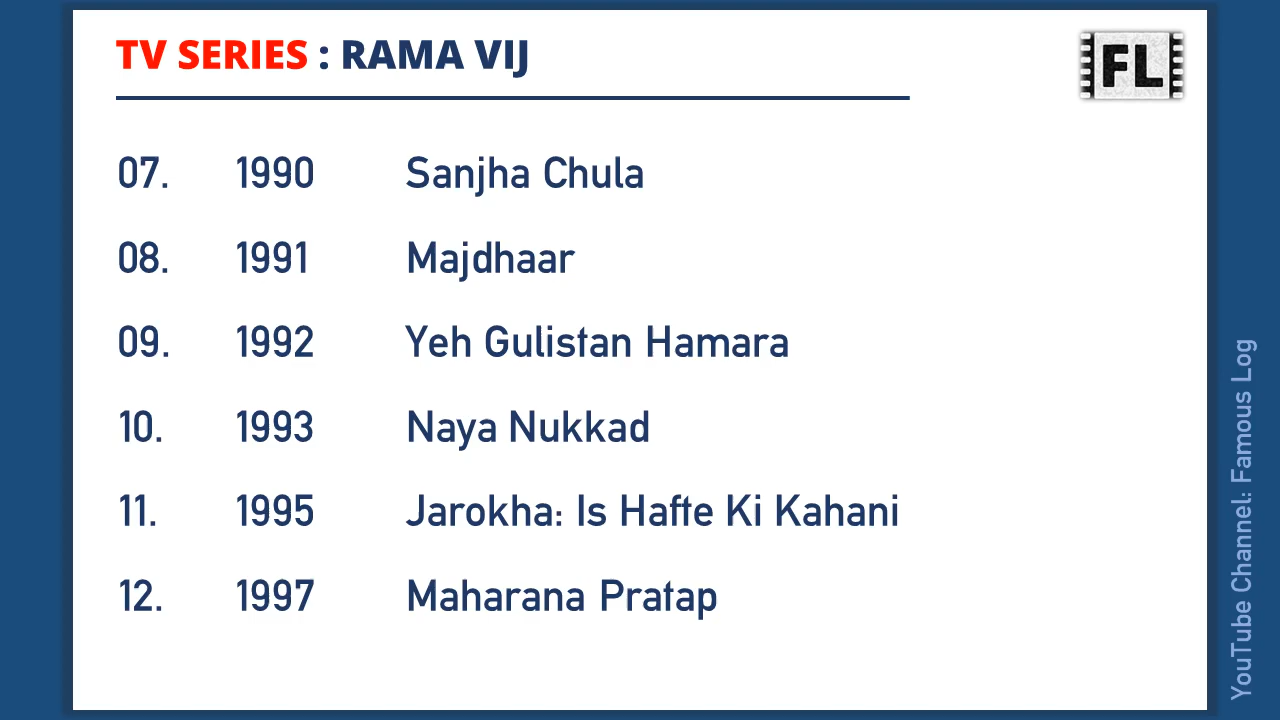 TV SERIES : RAMA VIJ
FL
07. 1990 Sanjha Chula
08. 1991 Majdhaar
09. 1992 Yeh Gulistan Hamara
10. 1993 Naya Nukkad
11. 1995 Jarokha: Is Hafte Ki Kahani
12. 1997 Maharana Pratap
YouTube Channel: Famous Log